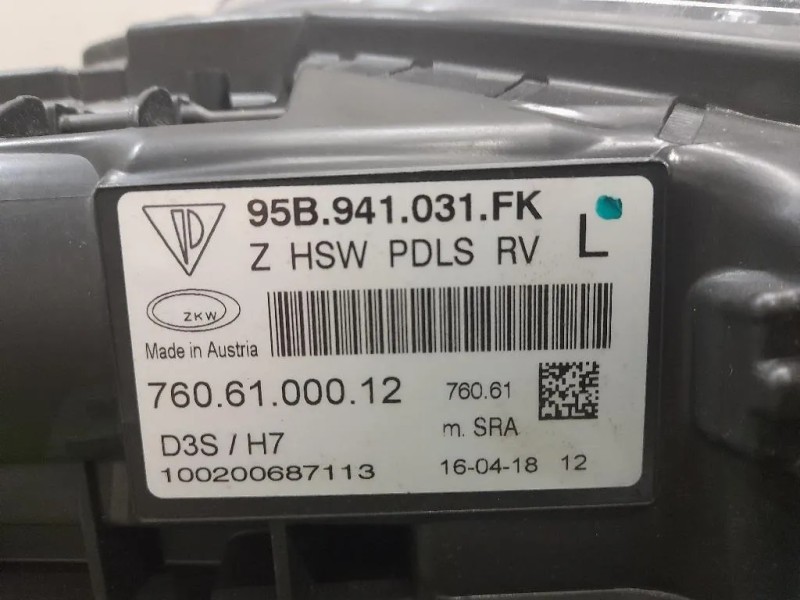 95B.941.031.FK
Z HSW PDLS RV L
ZKW
Made in Austria
760.61.000.12 760.61
m. SRA
D3S / H7
100200687113 16-04-18 12